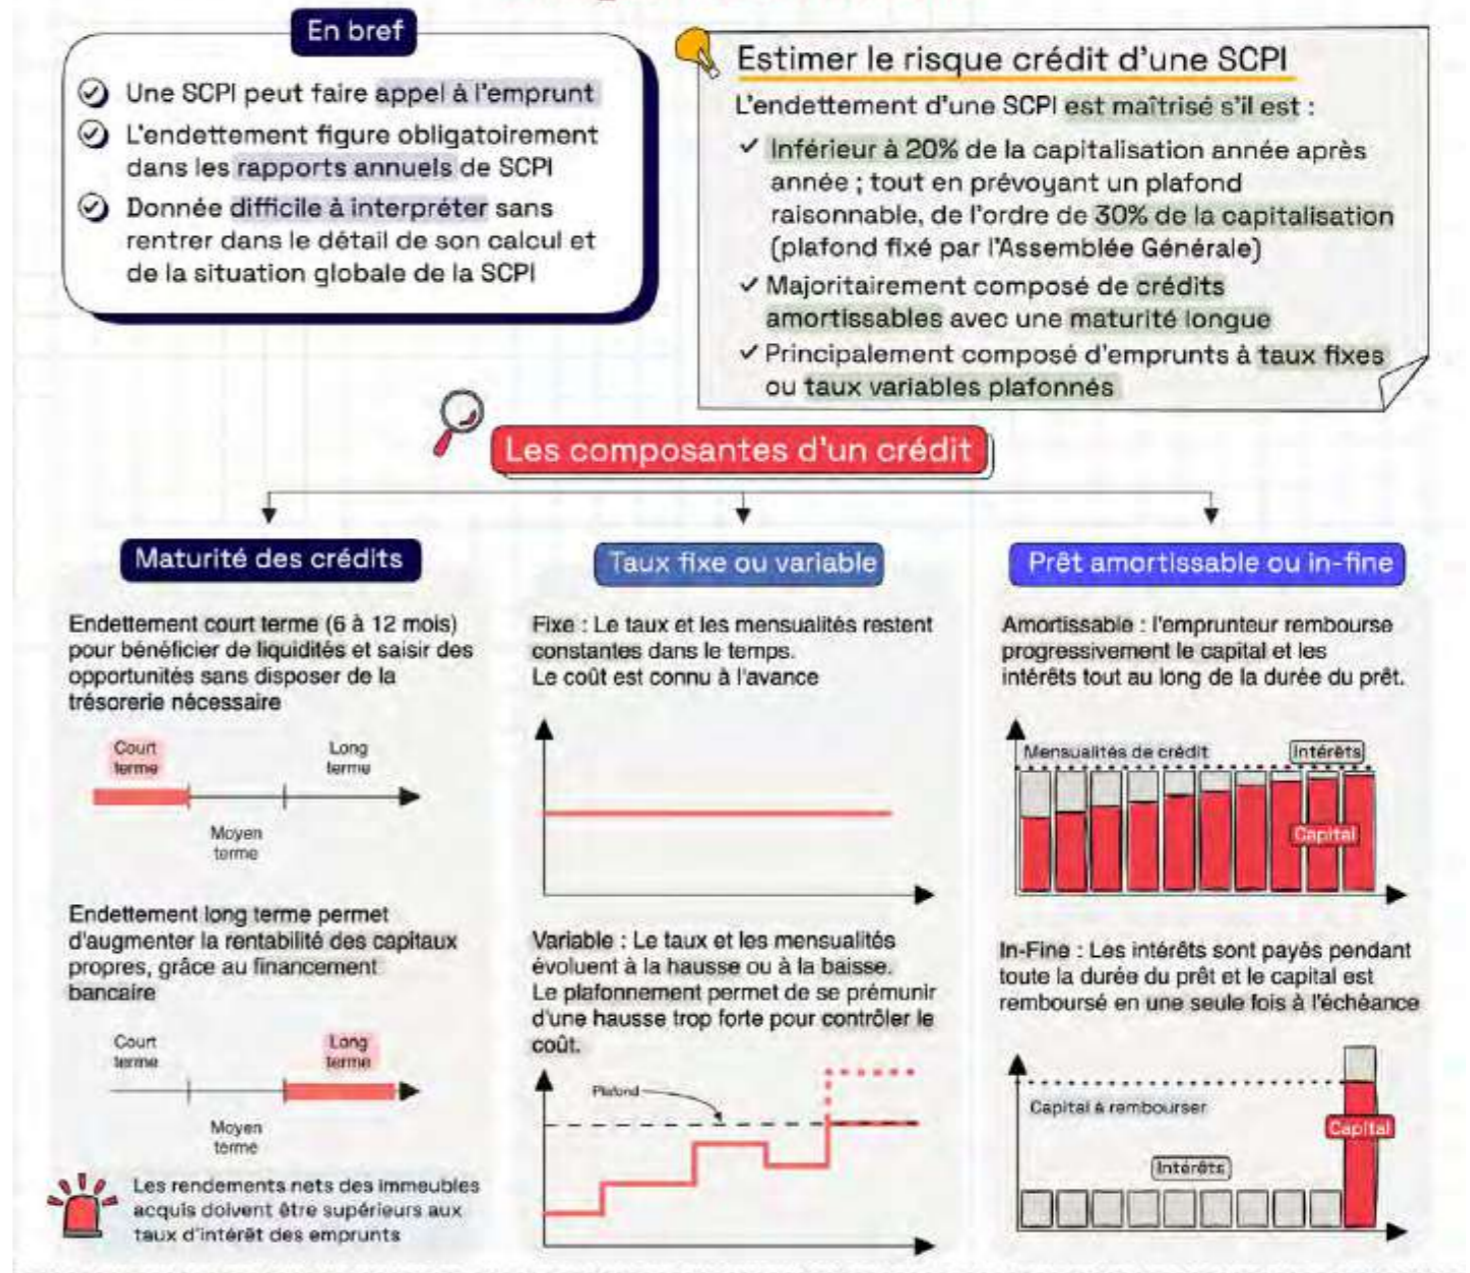 En bref
Une SCPI peut faire appel à l'emprunt
L'endettement figure obligatoirement
dans les rapports annuels de SCPI
Donnée difficile à interpréter sans
rentrer dans le détail de son calcul et
de la situation globale de la SCPI
Estimer le risque crédit d'une SCPI
L'endettement d'une SCPI est maîtrisé s'il est :
Inférieur à 20% de la capitalisation année après
année ; tout en prévoyant un plafond
raisonnable, de l'ordre de 30% de la capitalisation
(plafond fixé par l'Assemblée Générale)
Majoritairement composé de crédits
amortissables avec une maturité longue
Principalement composé d'emprunts à taux fixes
ou taux variables plafonnés
Les composantes d'un crédit
Maturité des crédits
Endettement court terme (6 à 12 mois)
pour bénéficier de liquidités et saisir des
opportunités sans disposer de la
trésorerie nécessaire
Court
terme
Long
terme
Moyen
terme
Endettement long terme permet
d'augmenter la rentabilité des capitaux
propres, grâce au financement
bancaire
Court
terme
Long
terme
Moyen
terme
Les rendements nets des immeubles
acquis doivent être supérieurs aux
taux d'intérêt des emprunts
Taux fixe ou variable
Fixe : Le taux et les mensualités restent
constantes dans le temps.
Le coût est connu à l'avance
Variable : Le taux et les mensualités
évoluent à la hausse ou à la baisse.
Le plafonnement permet de se prémunir
d'une hausse trop forte pour contrôler le
coût.
Plafond
Prêt amortissable ou in-fine
Amortissable : l'emprunteur rembourse
progressivement le capital et les
intérêts tout au long de la durée du prêt.
Mensualités de crédit
Intérêts
Capital
In-Fine : Les intérêts sont payés pendant
toute la durée du prêt et le capital est
remboursé en une seule fois à l'échéance
Capital à rembourser
Capital
Intérêts